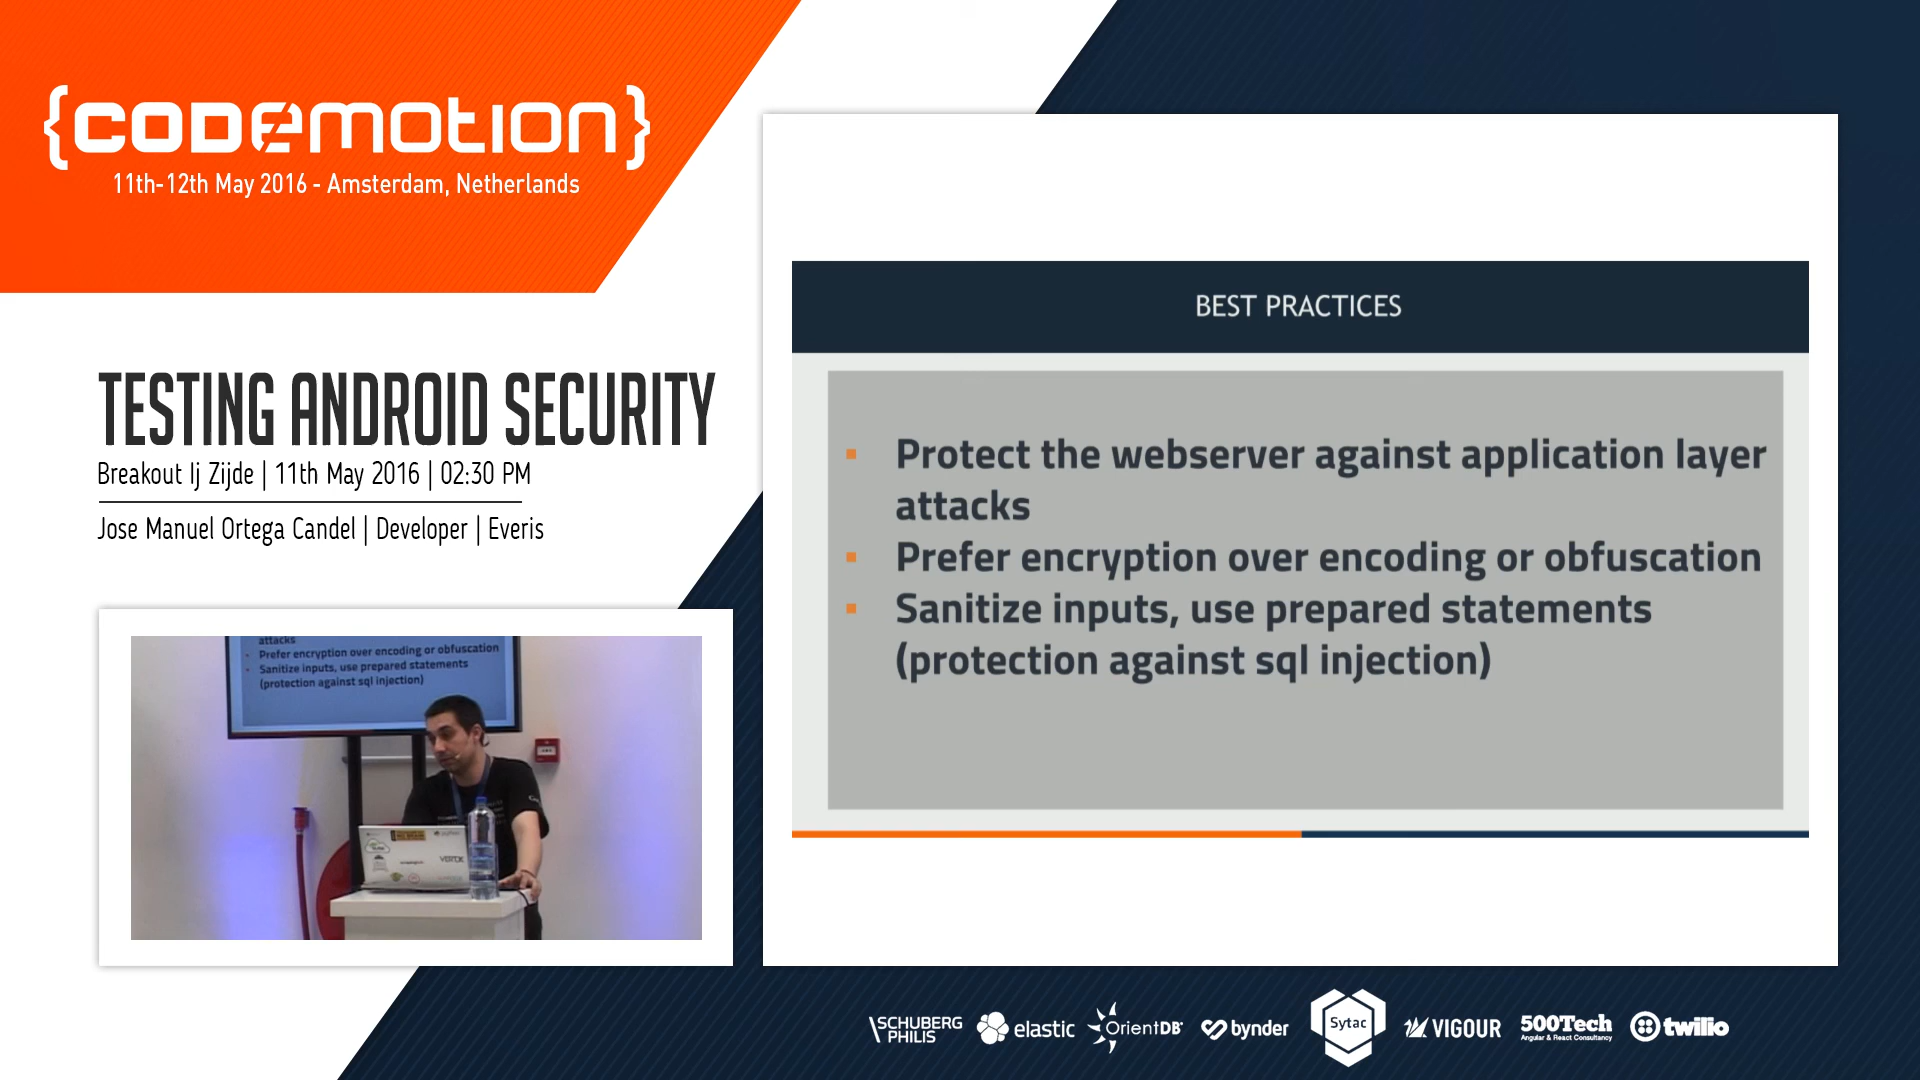 {CODEMOTION}
11th-12th May 2016 - Amsterdam, Netherlands
TESTING ANDROID SECURITY
Breakout Ij Zijde | 11th May 2016 | 02:30 PM
Jose Manuel Ortega Candel | Developer | Everis
BEST PRACTICES
▪ Protect the webserver against application layer
attacks
▪ Prefer encryption over encoding or obfuscation
▪ Sanitize inputs, use prepared statements
(protection against sql injection)
attacks
Prefer encryption over encoding or obfuscation
Sanitize inputs, use prepared statements
(protection against sql injection)
SCHUBERG
PHILIS
elastic
OrientDB
bynder
Sytac
VIGOUR
500Tech
Angular & React Consultancy
twilio